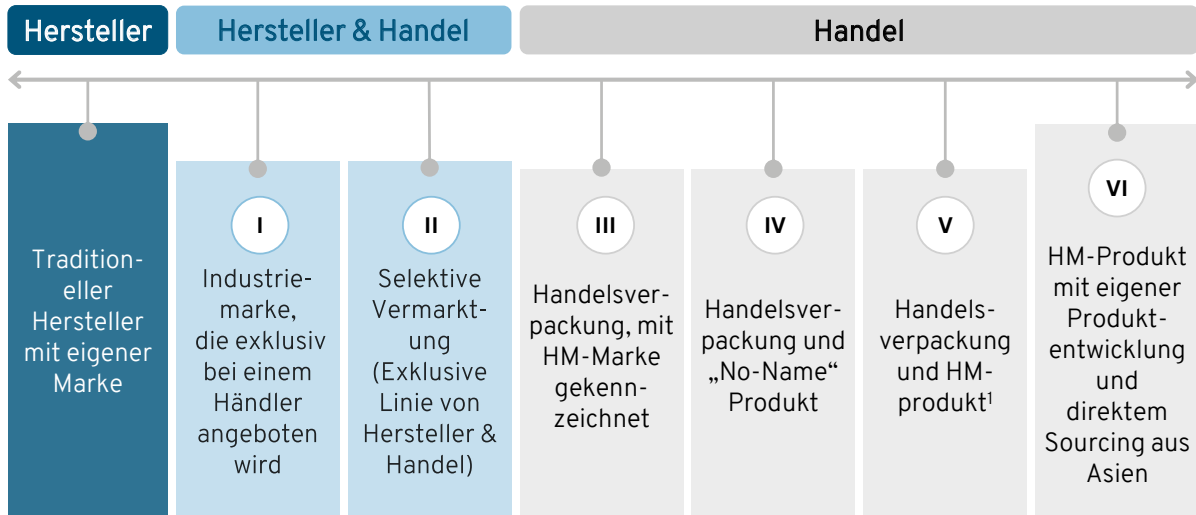 Hersteller
Hersteller & Handel
Handel
Tradition-
eller
Hersteller
mit eigener
Marke
I
Industrie-
marke,
die exklusiv
bei einem
Händler
angeboten
wird
II
Selektive
Vermarkt-
ung
(Exklusive
Linie von
Hersteller &
Handel)
III
Handelsver-
packung, mit
HM-Marke
gekenn-
zeichnet
IV
Handelsver-
packung und
„No-Name“
Produkt
V
Handels-
verpackung
und HM-
produkt¹
VI
HM-Produkt
mit eigener
Produkt-
entwicklung
und
direktem
Sourcing aus
Asien